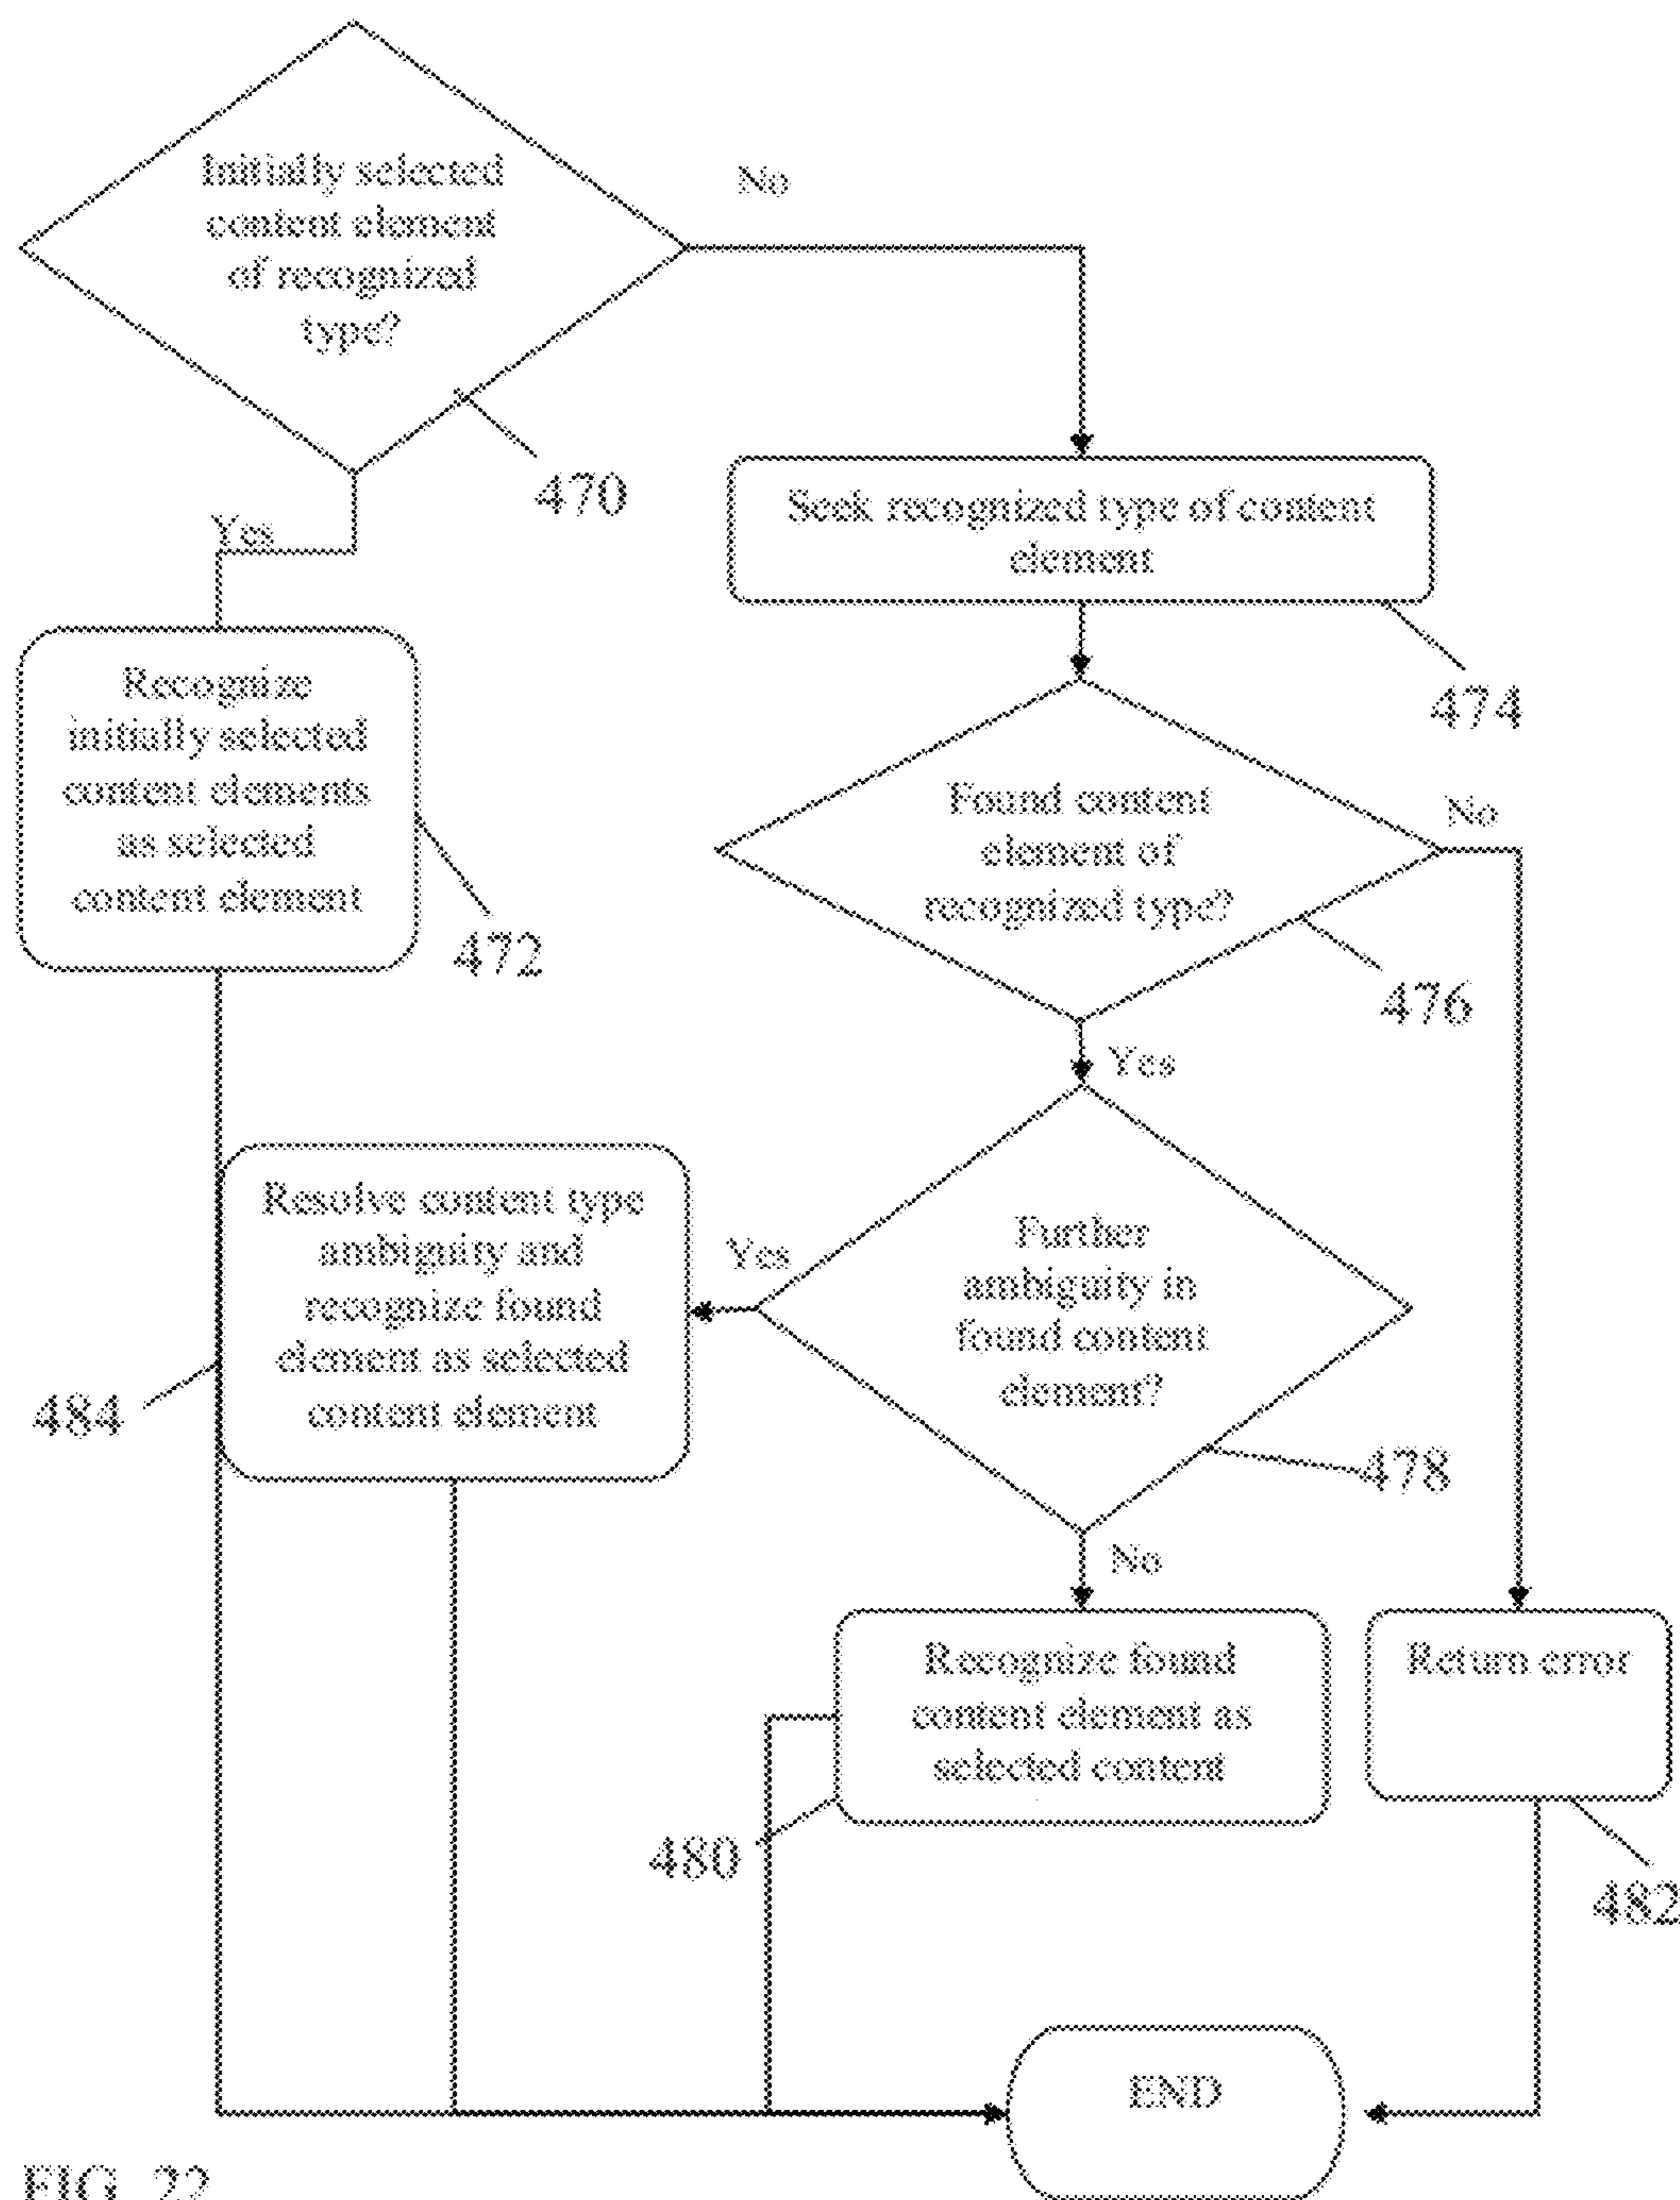 Initially selected
content element
of recognized
type?
No
470
Yes
Seek recognized type of content
element
474
Recognize
initially selected
content elements
as selected
content element
472
Found content
element of
recognized type?
No
476
Yes
Resolve content type
ambiguity and
recognize found
element as selected
content element
484
Yes
Further
ambiguity in
found content
element?
478
No
Recognize found
content element as
selected content
480
Return error
482
END
FIG. 22